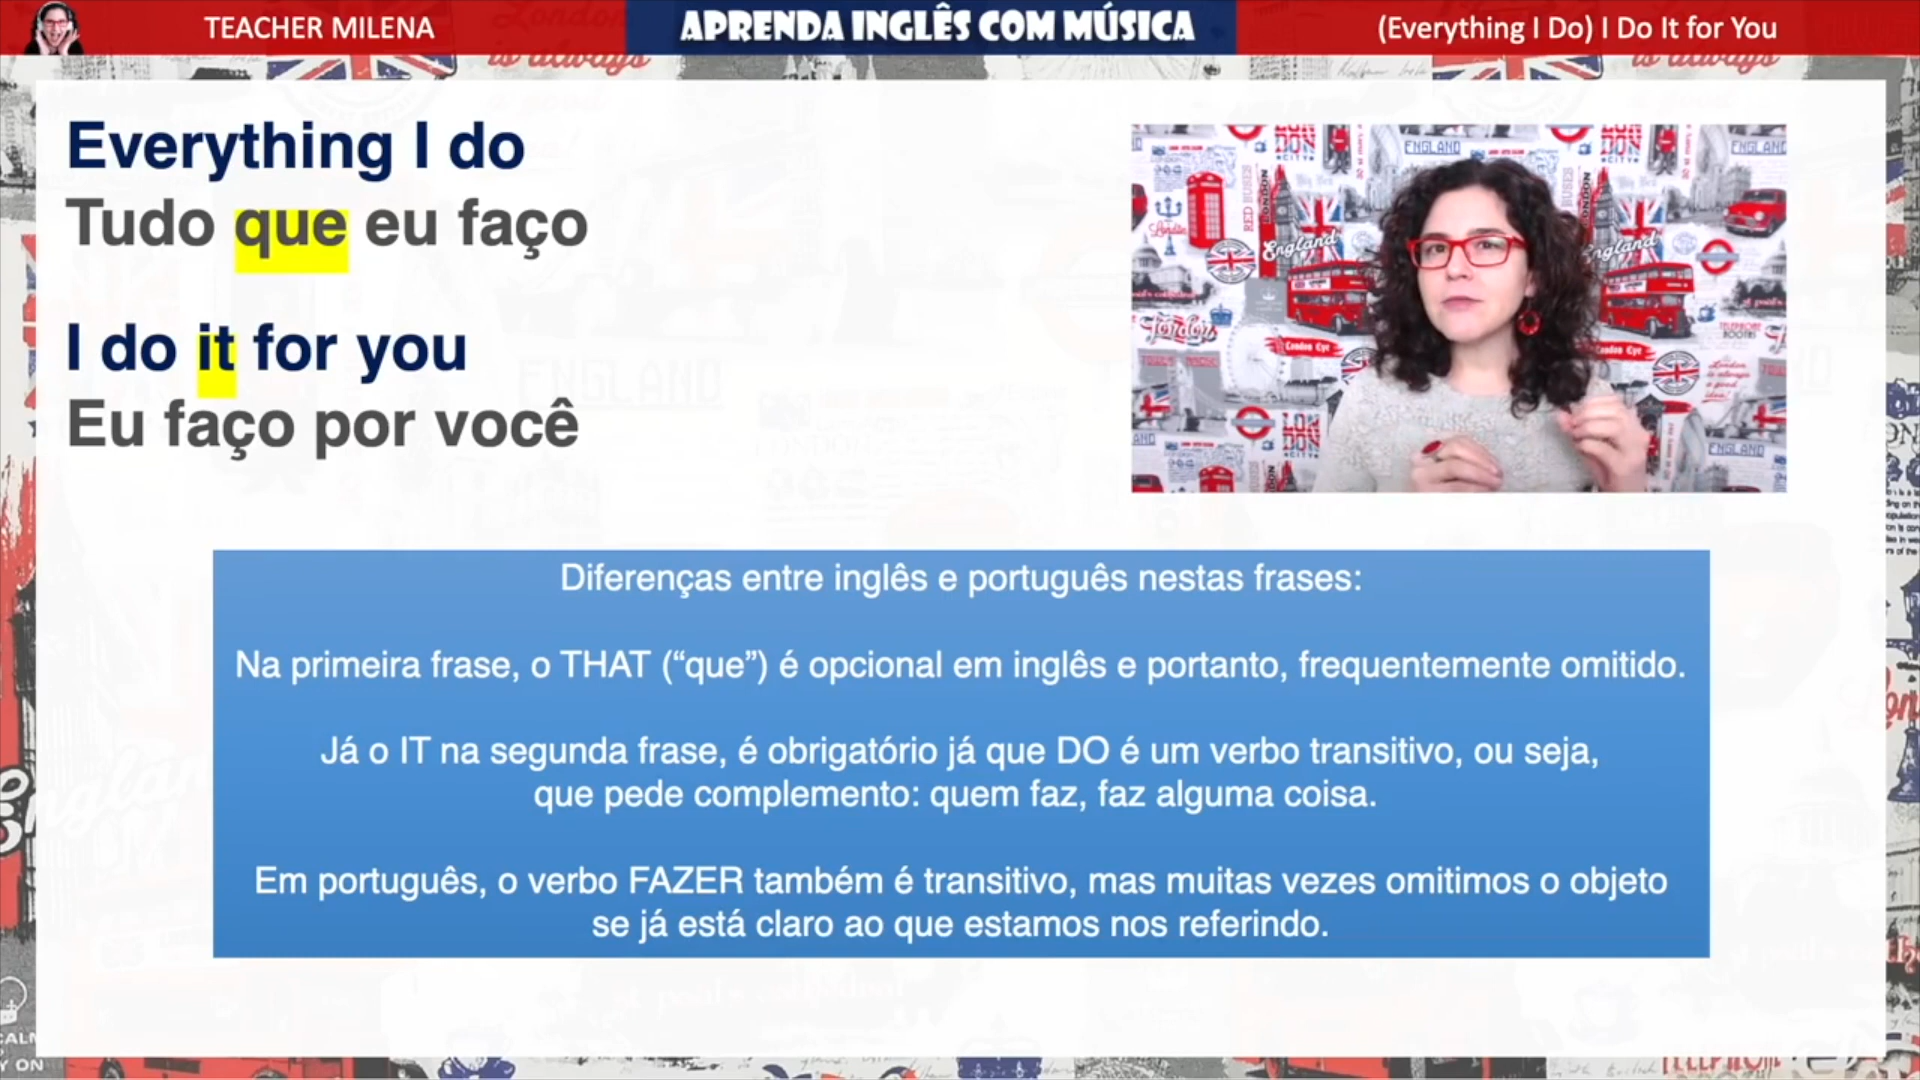 TEACHER MILENA
APRENDA INGLÊS COM MÚSICA
(Everything I Do) I Do It for You
Everything I do
Tudo que eu faço
I do it for you
Eu faço por você
Diferenças entre inglês e português nestas frases:
Na primeira frase, o THAT (“que”) é opcional em inglês e portanto, frequentemente omitido.
Já o IT na segunda frase, é obrigatório já que DO é um verbo transitivo, ou seja,
que pede complemento: quem faz, faz alguma coisa.
Em português, o verbo FAZER também é transitivo, mas muitas vezes omitimos o objeto
se já está claro ao que estamos nos referindo.